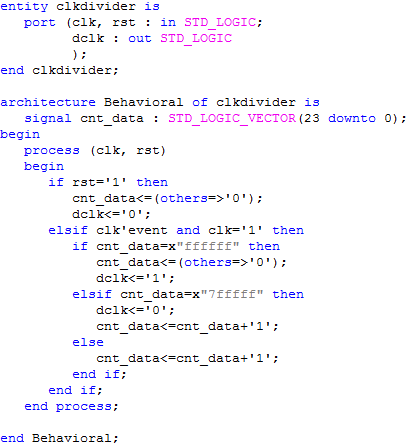 entity clkdivider is
   port (clk, rst : in STD_LOGIC;
         dclk : out STD_LOGIC
         );
end clkdivider;

architecture Behavioral of clkdivider is
   signal cnt_data : STD_LOGIC_VECTOR(23 downto 0);
begin
   process (clk, rst)
   begin
      if rst='1' then
         cnt_data<=(others=>'0');
         dclk<='0';
      elsif clk'event and clk='1' then
         if cnt_data=x"ffffff" then
            cnt_data<=(others=>'0');
            dclk<='1';
         elsif cnt_data=x"7fffff" then
            dclk<='0';
            cnt_data<=cnt_data+'1';
         else
            cnt_data<=cnt_data+'1';
         end if;
      end if;
   end process;

end Behavioral;